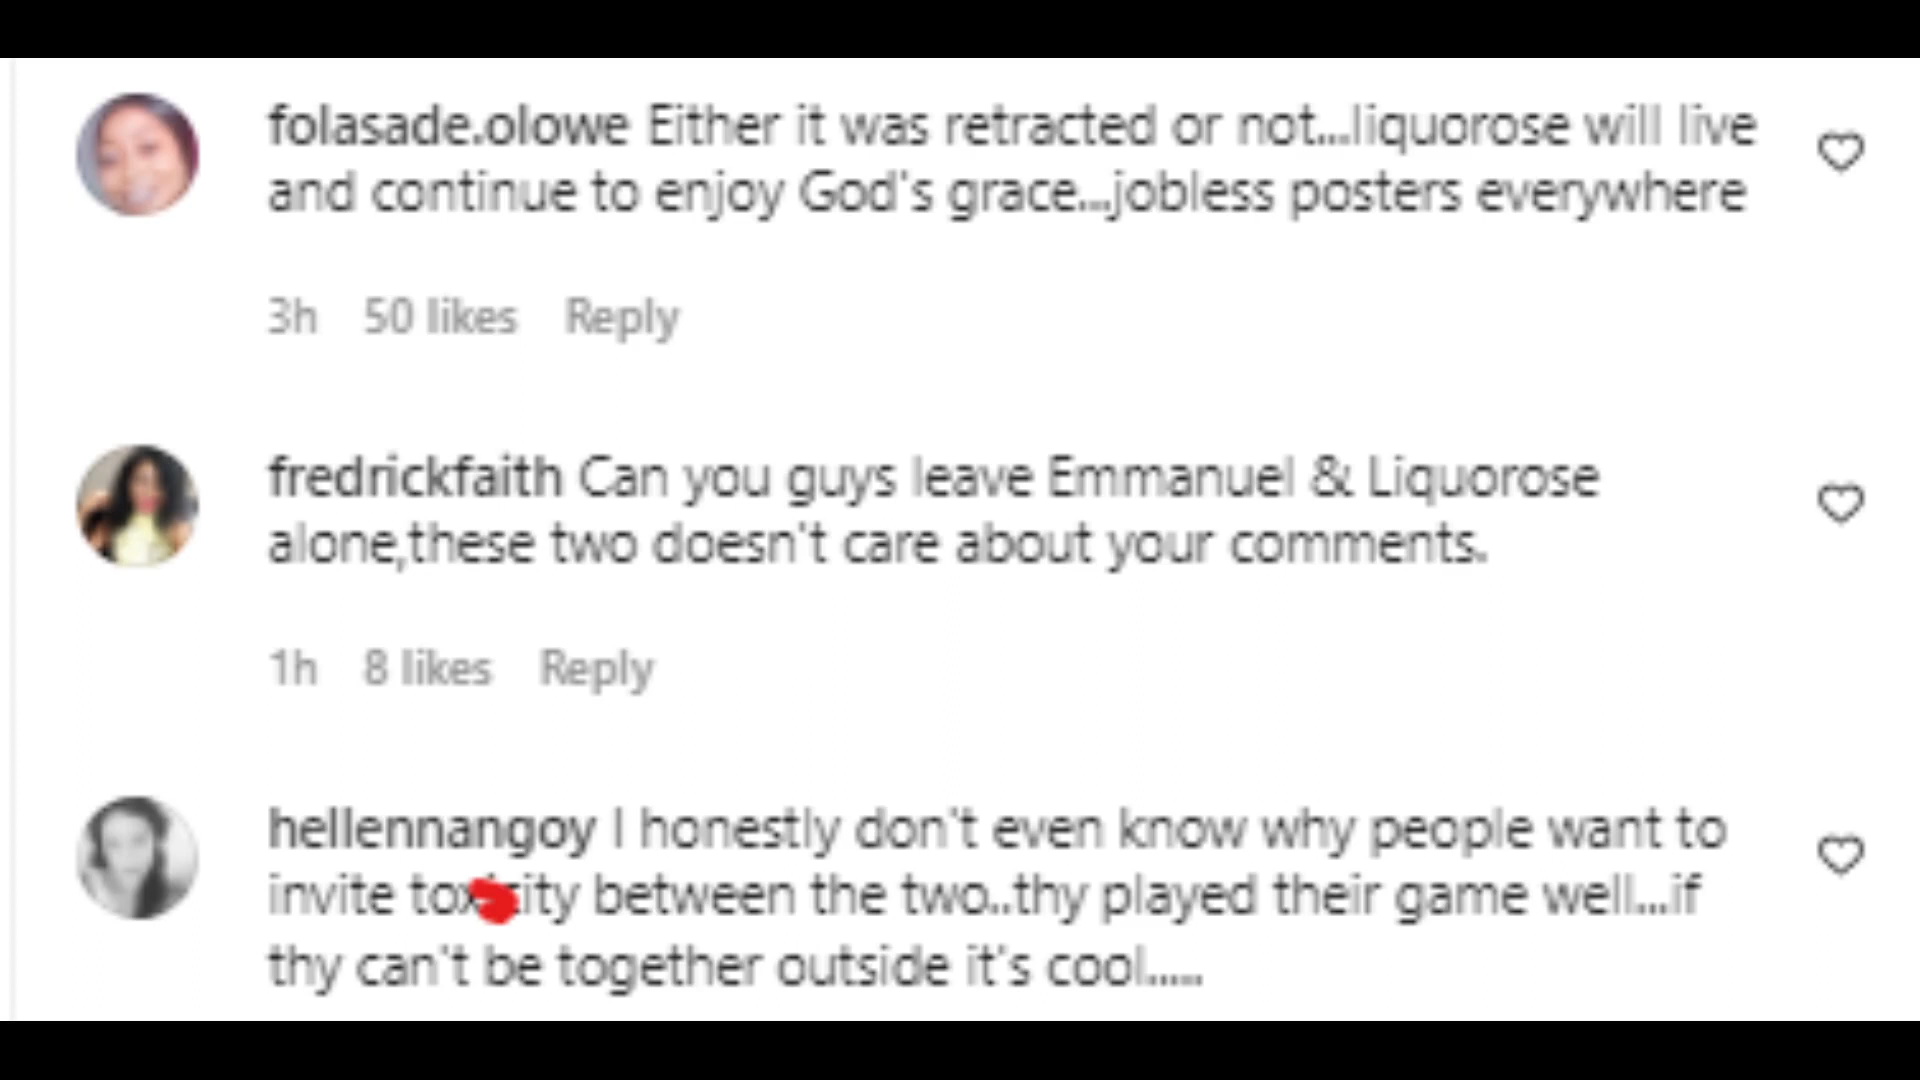 folasade.olowe Either it was retracted or not...liquorose will live
and continue to enjoy God's grace...jobless posters everywhere
3h 50 likes Reply
fredrickfaith Can you guys leave Emmanuel & Liquorose
alone,these two doesn't care about your comments.
1h 8 likes Reply
hellennangoy I honestly don't even know why people want to
invite toxicity between the two..thy played their game well...if
thy can't be together outside it's cool.....